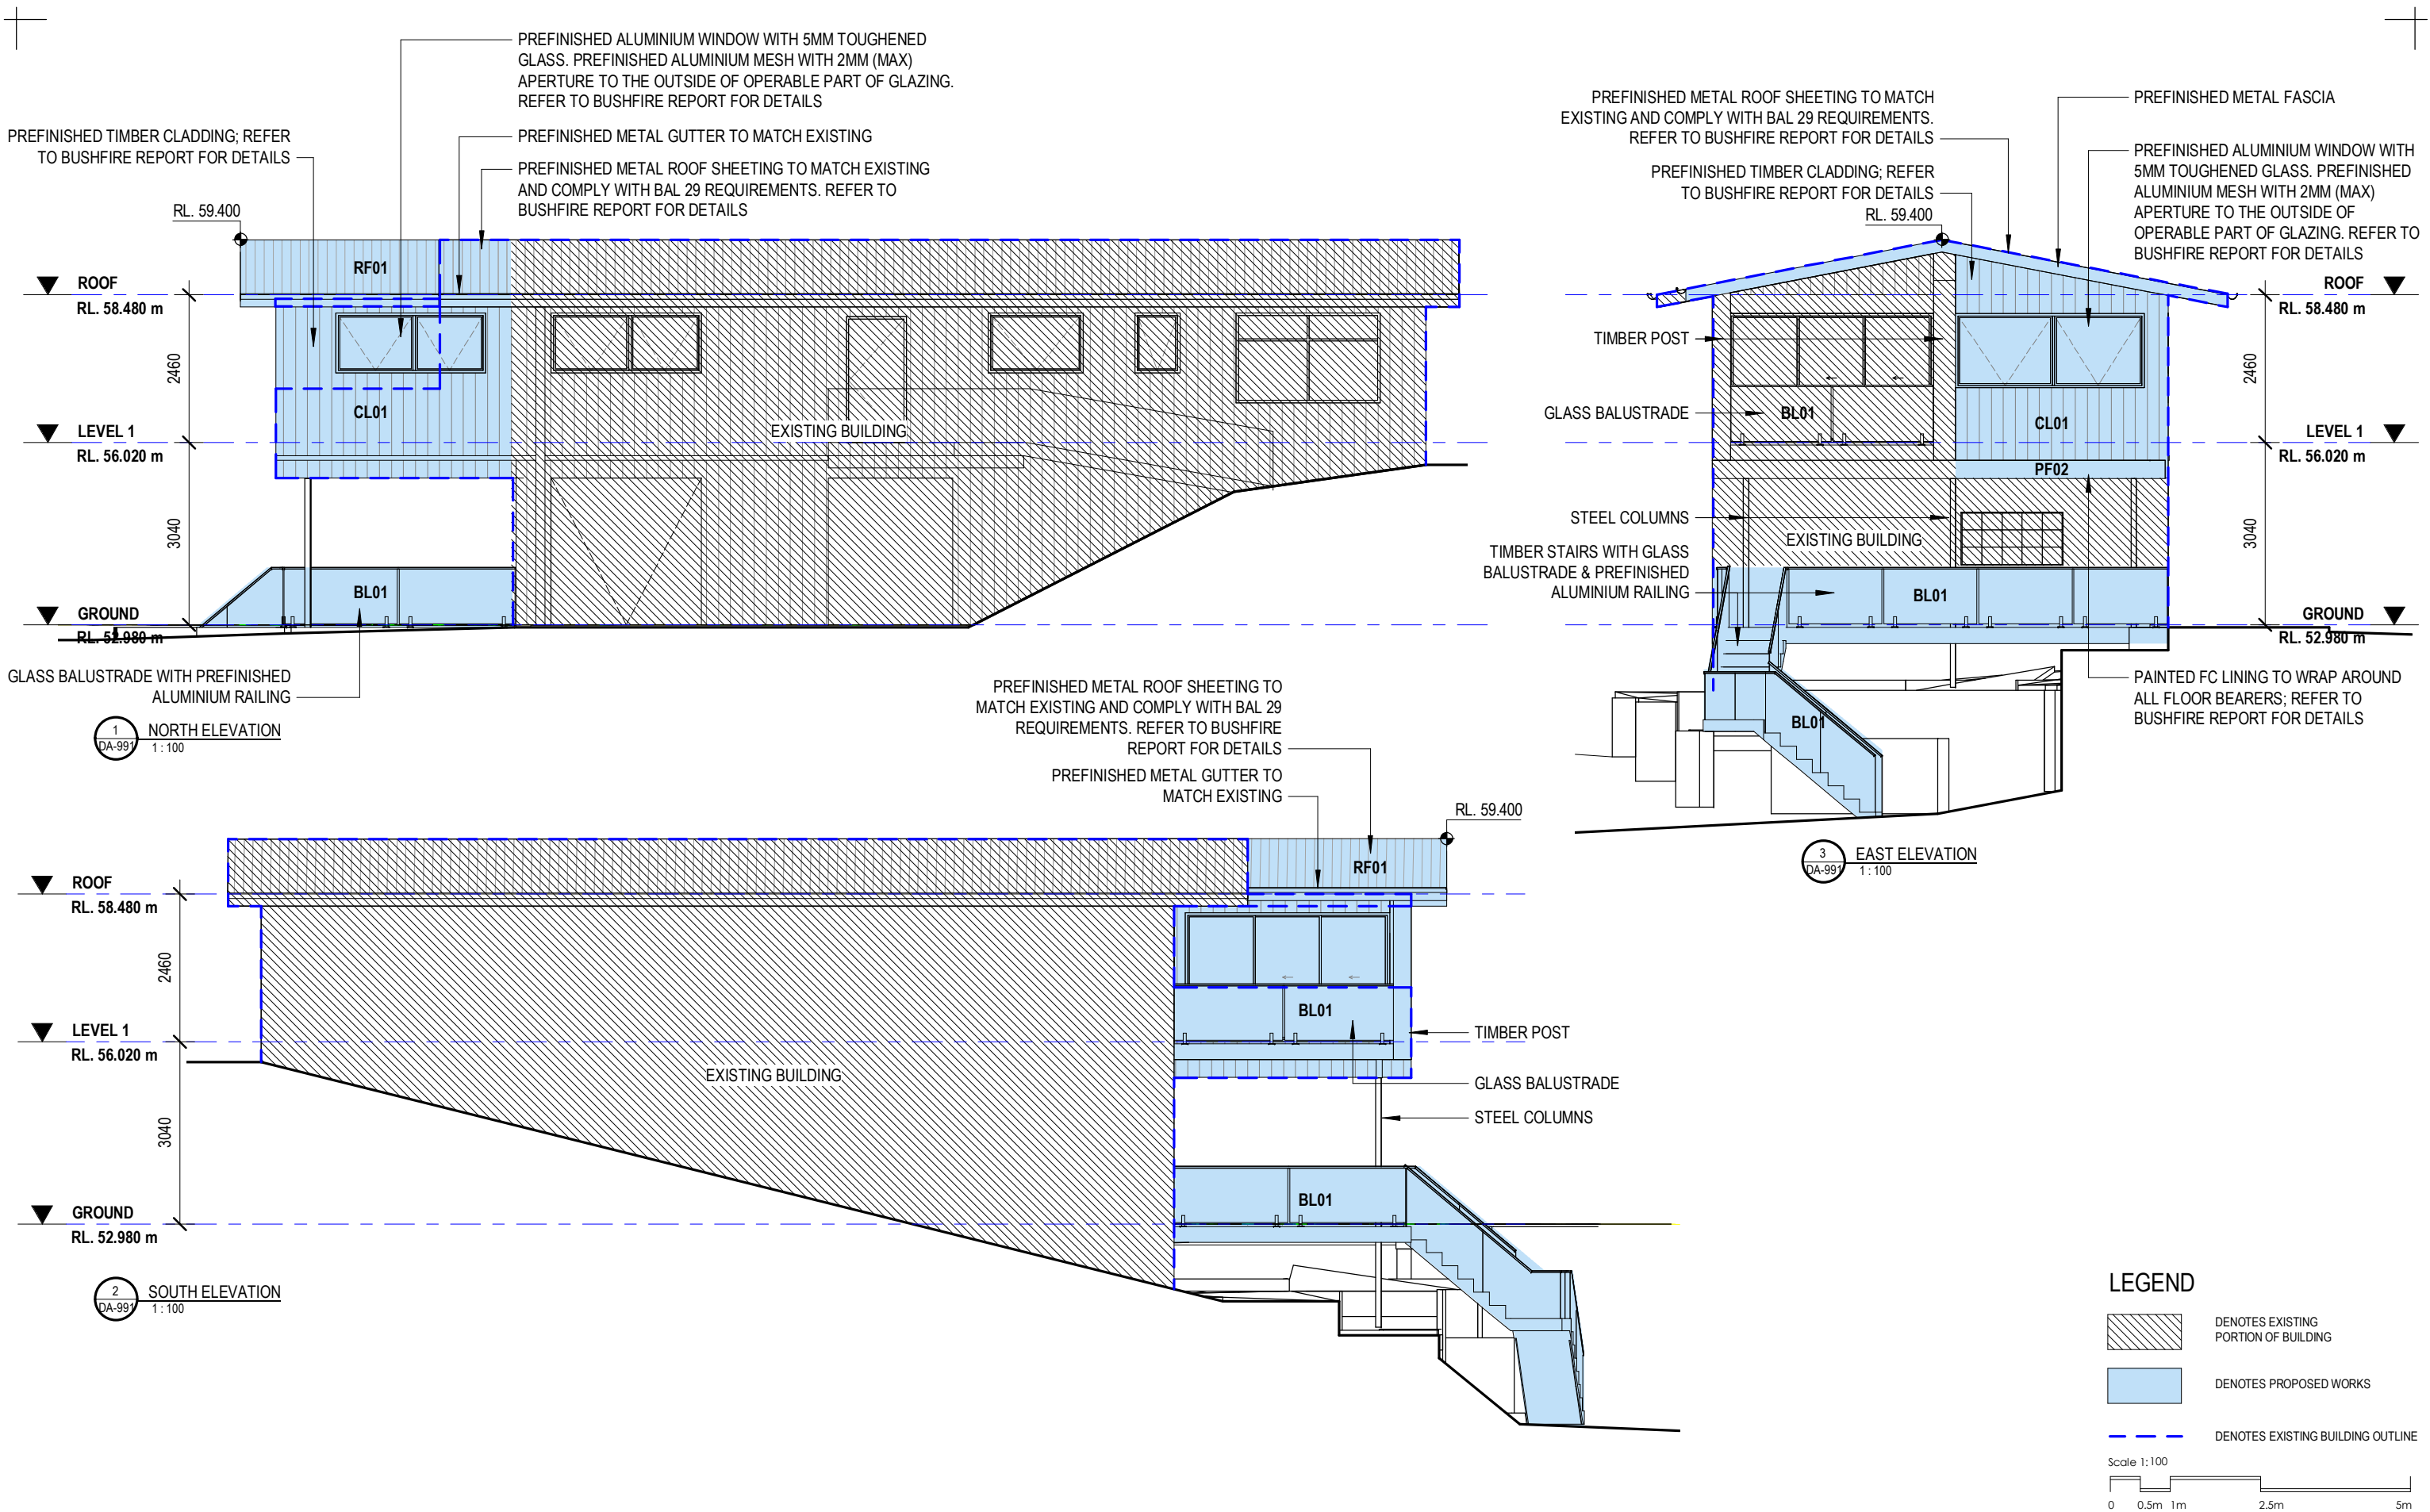 PREFINISHED ALUMINIUM WINDOW WITH 5MM TOUGHENED
GLASS. PREFINISHED ALUMINIUM MESH WITH 2MM (MAX)
APERTURE TO THE OUTSIDE OF OPERABLE PART OF GLAZING.
REFER TO BUSHFIRE REPORT FOR DETAILS
PREFINISHED TIMBER CLADDING; REFER
TO BUSHFIRE REPORT FOR DETAILS
PREFINISHED METAL GUTTER TO MATCH EXISTING
PREFINISHED METAL ROOF SHEETING TO MATCH EXISTING
AND COMPLY WITH BAL 29 REQUIREMENTS. REFER TO
BUSHFIRE REPORT FOR DETAILS
RL. 59.400
RF01
ROOF
RL. 58.480 m
2460
CL01
LEVEL 1
RL. 56.020 m
EXISTING BUILDING
3040
BL01
GROUND
RL. 52.980 m
GLASS BALUSTRADE WITH PREFINISHED
ALUMINIUM RAILING
1
DA-991
NORTH ELEVATION
1 : 100
PREFINISHED METAL ROOF SHEETING TO MATCH
EXISTING AND COMPLY WITH BAL 29 REQUIREMENTS.
REFER TO BUSHFIRE REPORT FOR DETAILS
PREFINISHED TIMBER CLADDING; REFER
TO BUSHFIRE REPORT FOR DETAILS
RL. 59.400
PREFINISHED METAL FASCIA
PREFINISHED ALUMINIUM WINDOW WITH
5MM TOUGHENED GLASS. PREFINISHED
ALUMINIUM MESH WITH 2MM (MAX)
APERTURE TO THE OUTSIDE OF
OPERABLE PART OF GLAZING. REFER TO
BUSHFIRE REPORT FOR DETAILS
ROOF
RL. 58.480 m
TIMBER POST
2460
GLASS BALUSTRADE
BL01
CL01
LEVEL 1
RL. 56.020 m
PF02
STEEL COLUMNS
EXISTING BUILDING
3040
TIMBER STAIRS WITH GLASS
BALUSTRADE & PREFINISHED
ALUMINIUM RAILING
BL01
GROUND
RL. 52.980 m
BL01
PAINTED FC LINING TO WRAP AROUND
ALL FLOOR BEARERS; REFER TO
BUSHFIRE REPORT FOR DETAILS
3
DA-991
EAST ELEVATION
1 : 100
PREFINISHED METAL ROOF SHEETING TO
MATCH EXISTING AND COMPLY WITH BAL 29
REQUIREMENTS. REFER TO BUSHFIRE
REPORT FOR DETAILS
PREFINISHED METAL GUTTER TO
MATCH EXISTING
RL. 59.400
RF01
ROOF
RL. 58.480 m
2460
BL01
LEVEL 1
RL. 56.020 m
TIMBER POST
EXISTING BUILDING
GLASS BALUSTRADE
STEEL COLUMNS
3040
BL01
GROUND
RL. 52.980 m
2
DA-991
SOUTH ELEVATION
1 : 100
LEGEND
DENOTES EXISTING
PORTION OF BUILDING
DENOTES PROPOSED WORKS
DENOTES EXISTING BUILDING OUTLINE
Scale 1:100
0 0.5m 1m 2.5m 5m